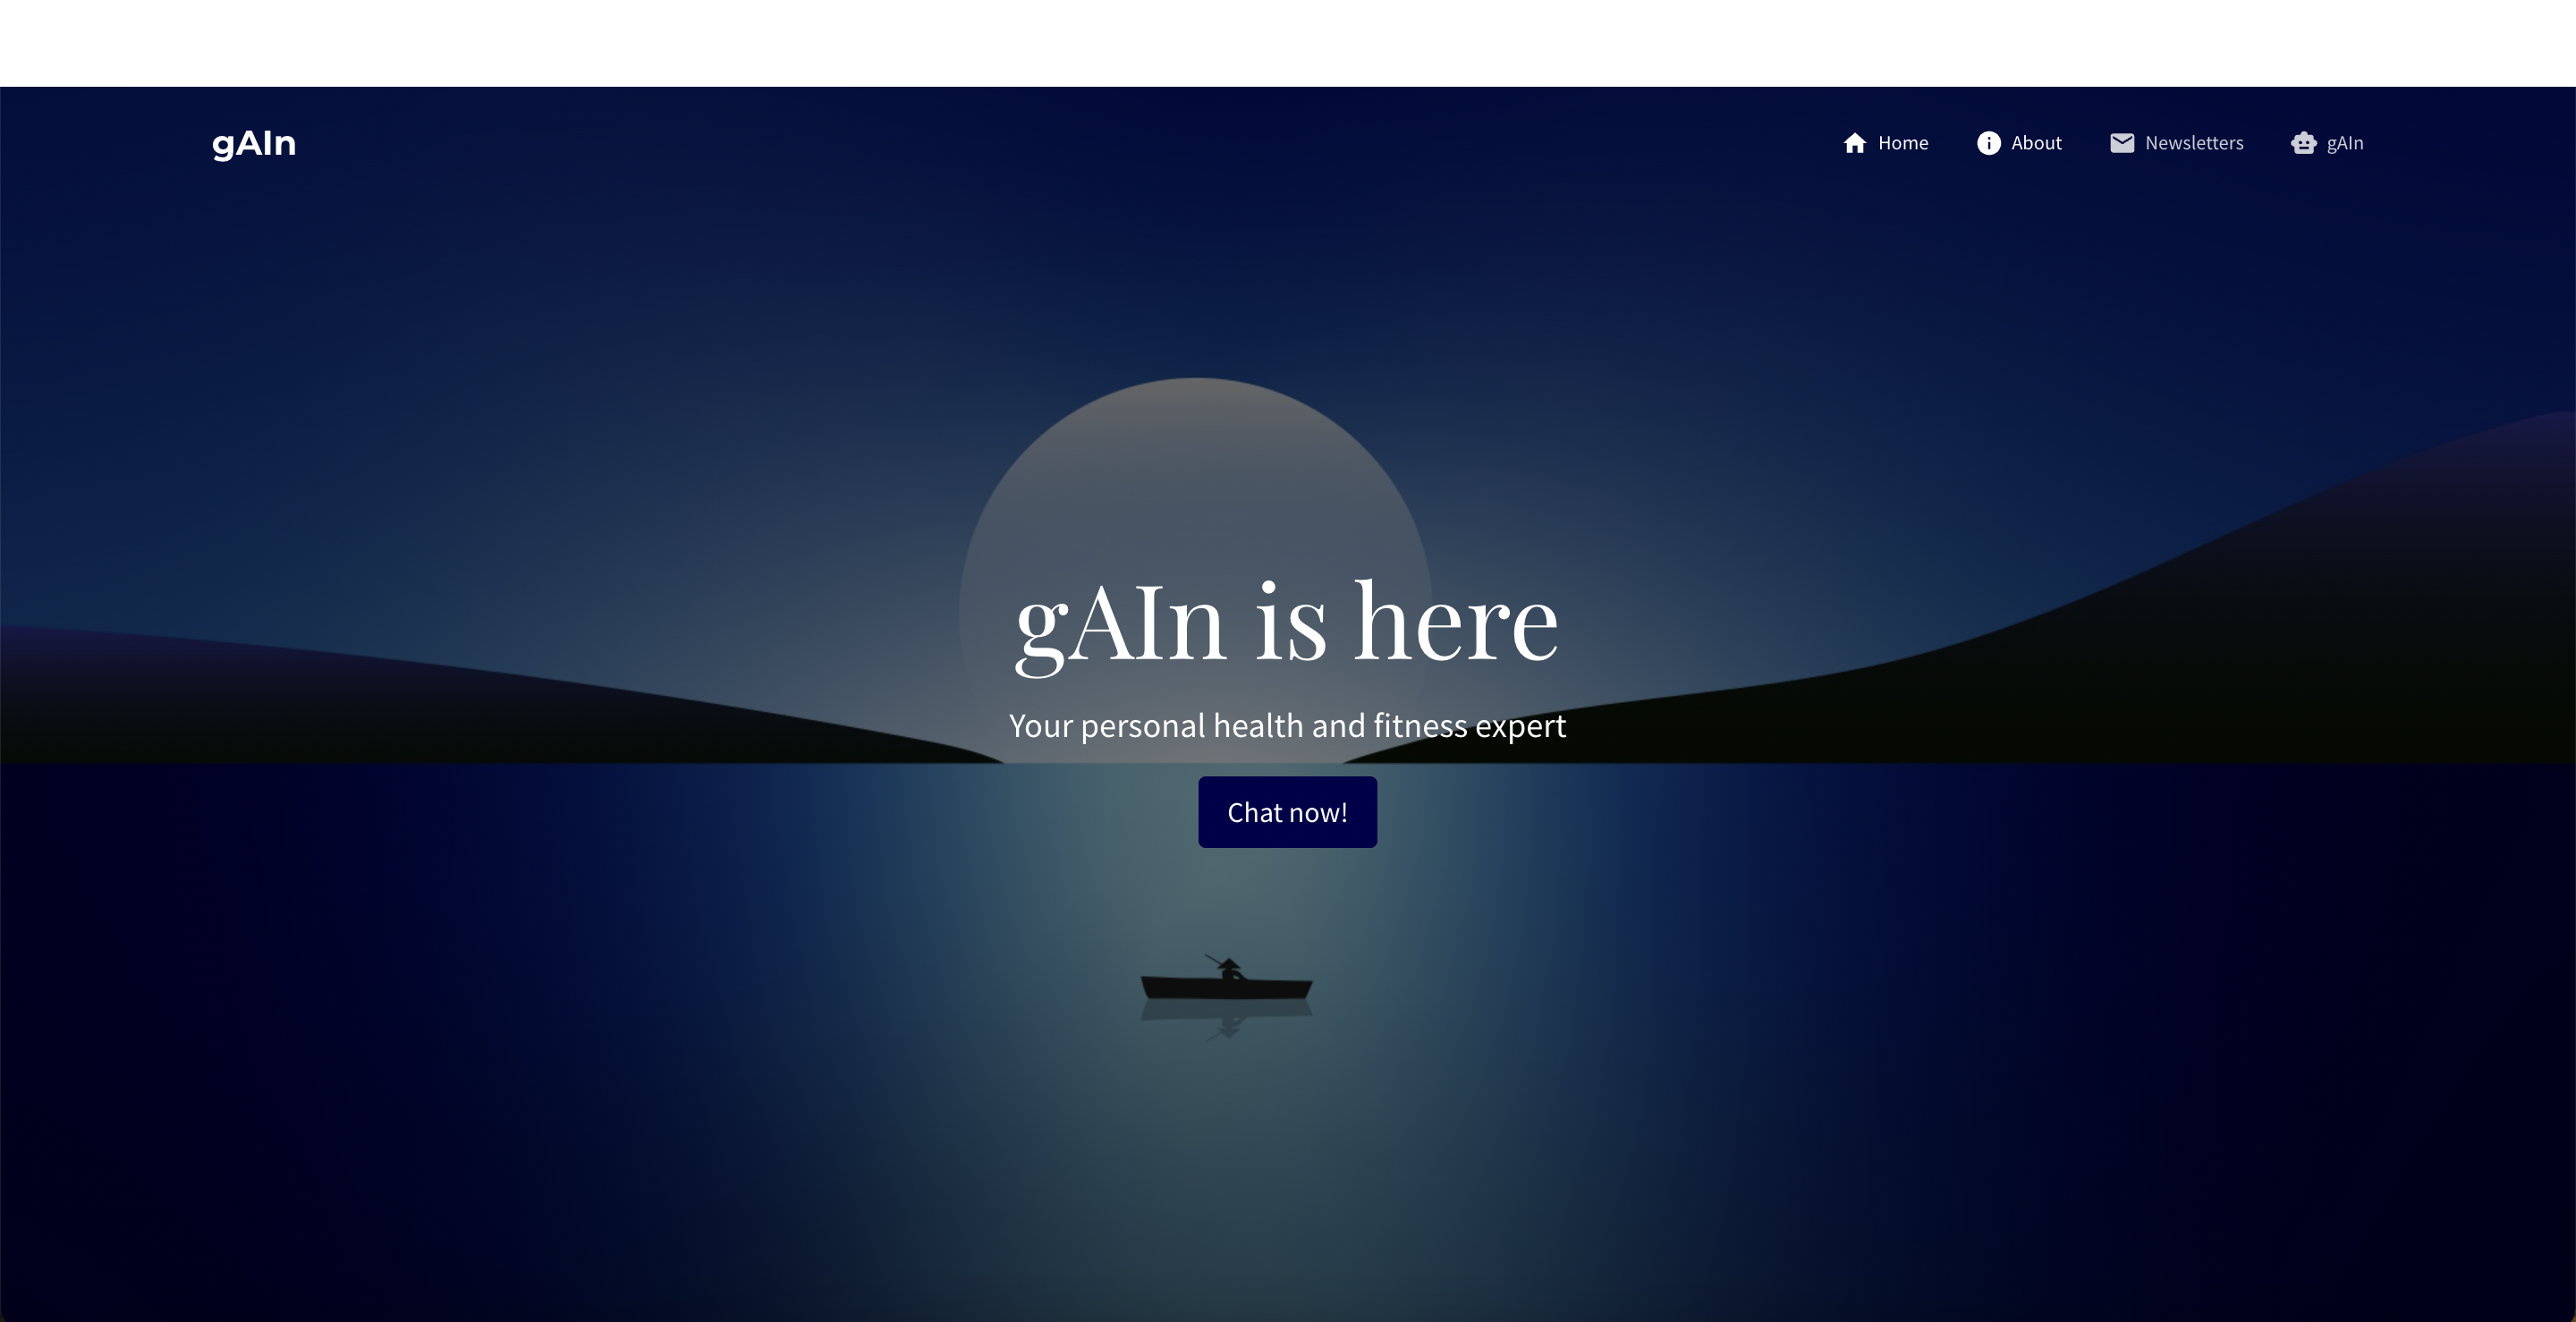 gAIn
Home About Newsletters gAIn
gAIn is here
Your personal health and fitness expert
Chat now!